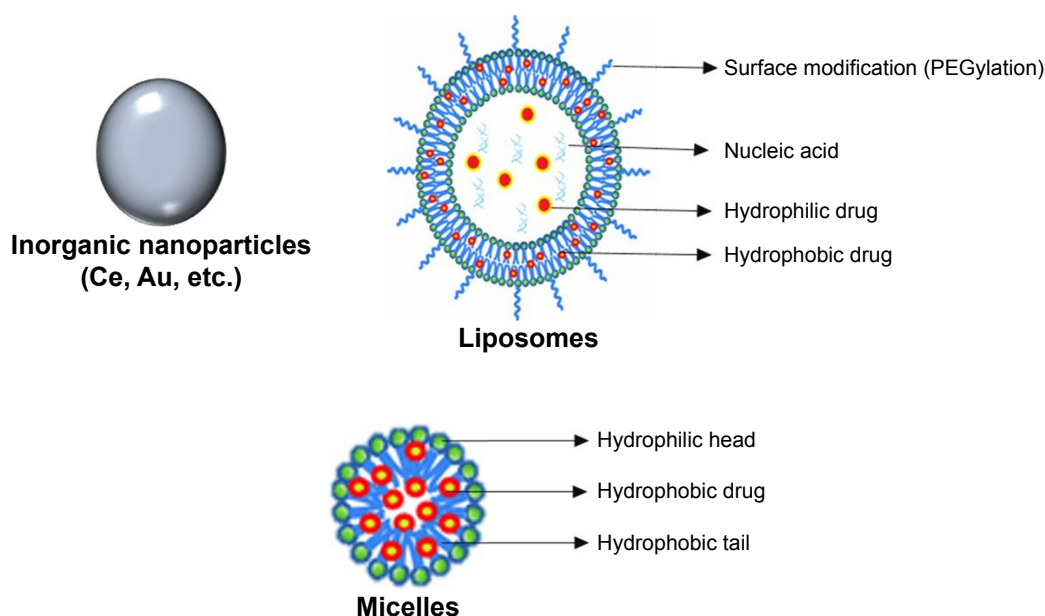 Surface modification (PEGylation)
Nucleic acid
Hydrophilic drug
Hydrophobic drug
Inorganic nanoparticles
(Ce, Au, etc.)
Liposomes
Hydrophilic head
Hydrophobic drug
Hydrophobic tail
Micelles